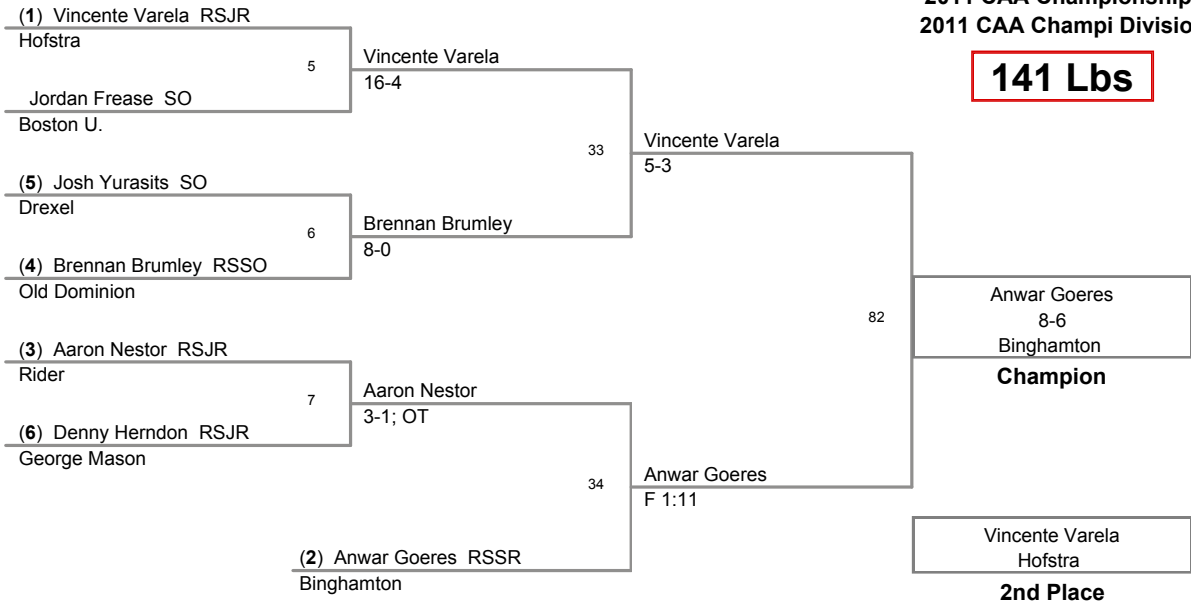 2011 CAA Championship
2011 CAA Champi Divisio
141 Lbs
(1) Vincente Varela RSJR
Hofstra
5
Jordan Frease SO
Boston U.
Vincente Varela
16-4
(5) Josh Yurasits SO
Drexel
6
(4) Brennan Brumley RSSO
Old Dominion
Brennan Brumley
8-0
33
Vincente Varela
5-3
(3) Aaron Nestor RSJR
Rider
7
(6) Denny Herndon RSJR
George Mason
Aaron Nestor
3-1; OT
34
(2) Anwar Goeres RSSR
Binghamton
Anwar Goeres
F 1:11
82
Anwar Goeres
8-6
Binghamton
Champion
Vincente Varela
Hofstra
2nd Place